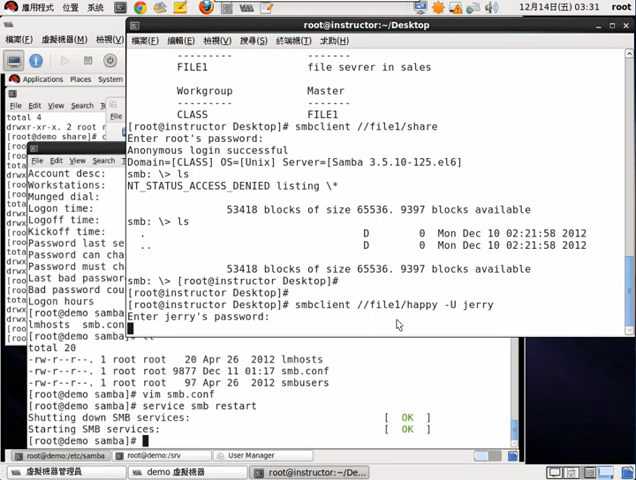 應用程式 位置 系統
12月14日(五) 03:31 root
root@instructor:~/Desktop
檔案(F) 編輯(E) 檢視(V) 搜尋(S) 終端機(T) 求助(H)
檔案(F) 虛擬機器(M) 檢視(V)
Applications Places System
File Edit View
total 4
drwxr-xr-x. 2 root
[root@demo share]#
File Edit View
Account desc:
Workstations:
Munged dial:
Logon time:
Logoff time:
Kickoff time:
Password last se
Password can cha
Password must ch
Last bad passwor
Bad password cou
Logon hours
[root@demo samba
lmhosts smb.con
[root@demo samba
--------- -------
FILE1 file sevrer in sales
Workgroup Master
--------- -------
CLASS FILE1
[root@instructor Desktop]# smbclient //file1/share
Enter root's password:
Anonymous login successful
Domain=[CLASS] OS=[Unix] Server=[Samba 3.5.10-125.el6]
smb: \> ls
NT_STATUS_ACCESS_DENIED listing \*
53418 blocks of size 65536. 9397 blocks available
smb: \> ls
. D 0 Mon Dec 10 02:21:58 2012
.. D 0 Mon Dec 10 02:21:58 2012
53418 blocks of size 65536. 9397 blocks available
smb: \> [root@instructor Desktop]#
[root@instructor Desktop]#
[root@instructor Desktop]# smbclient //file1/happy -U jerry
Enter jerry's password:
total 20
-rw-r--r--. 1 root root 20 Apr 26 2012 lmhosts
-rw-r--r--. 1 root root 9877 Dec 11 01:17 smb.conf
-rw-r--r--. 1 root root 97 Apr 26 2012 smbusers
[root@demo samba]# vim smb.conf
[root@demo samba]# service smb restart
Shutting down SMB services: [ OK ]
Starting SMB services: [ OK ]
[root@demo samba]#
root@demo:/etc/samba root@demo:/srv User Manager
虛擬機器管理員 demo 虛擬機器 root@instructor:~/De...